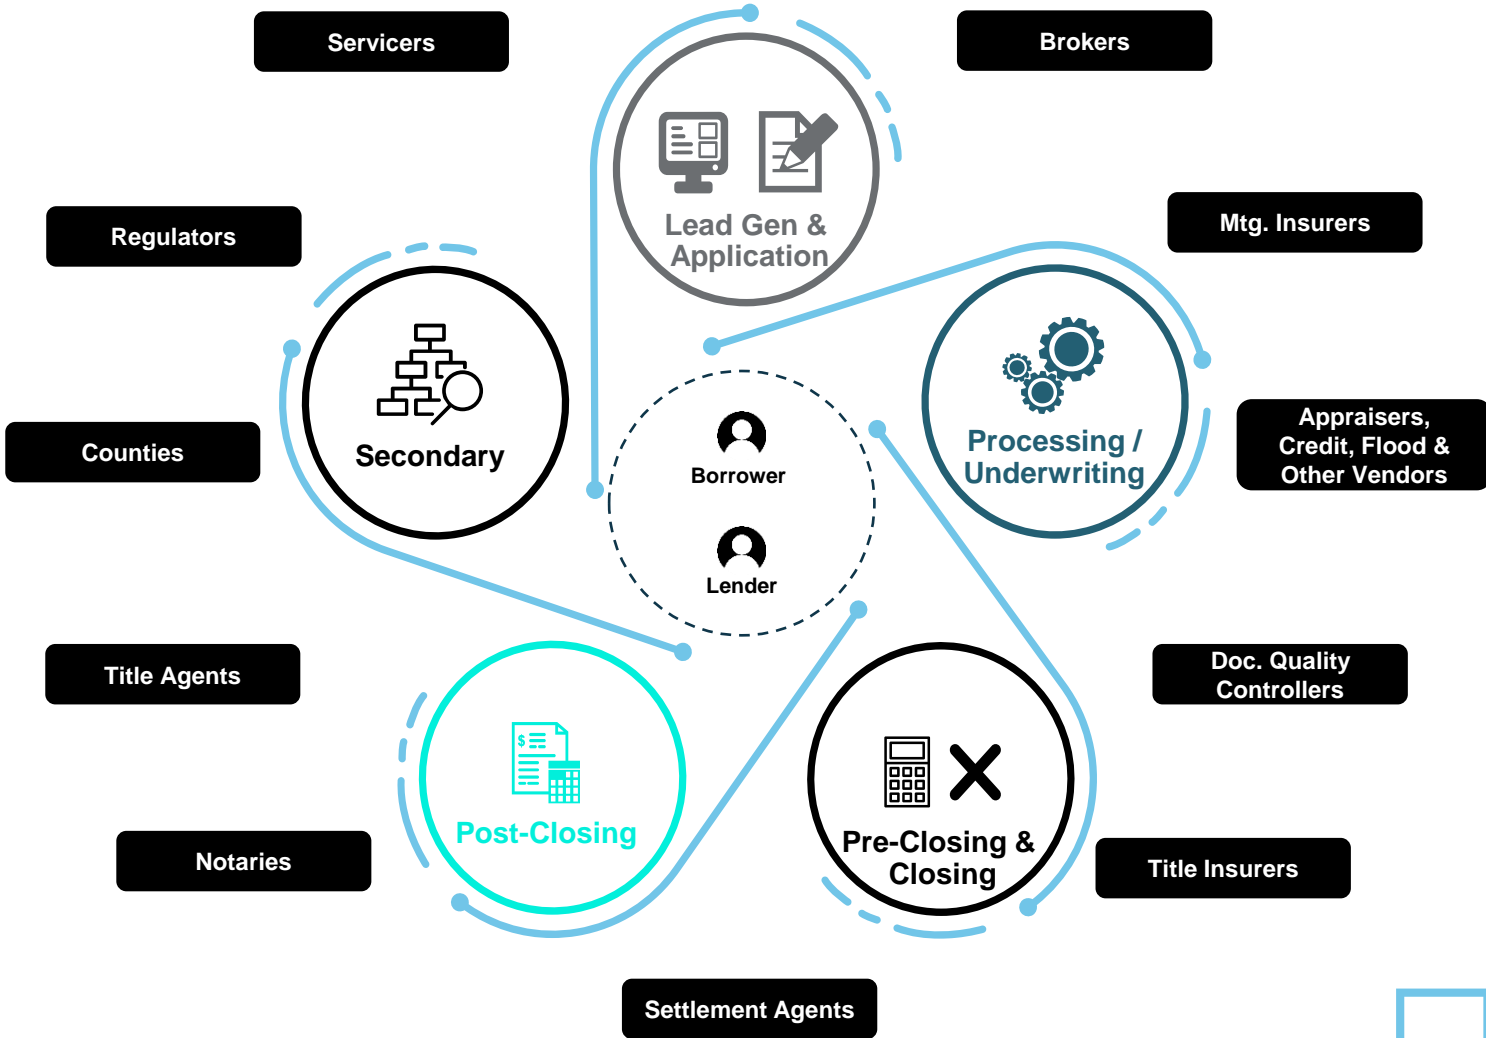 Servicers
Brokers
Lead Gen &
Application
Regulators
Mtg. Insurers
Secondary
Processing /
Underwriting
Counties
Appraisers,
Credit, Flood &
Other Vendors
Borrower
Lender
Title Agents
Doc. Quality
Controllers
$
Post-Closing
Pre-Closing &
Closing
Notaries
Title Insurers
Settlement Agents